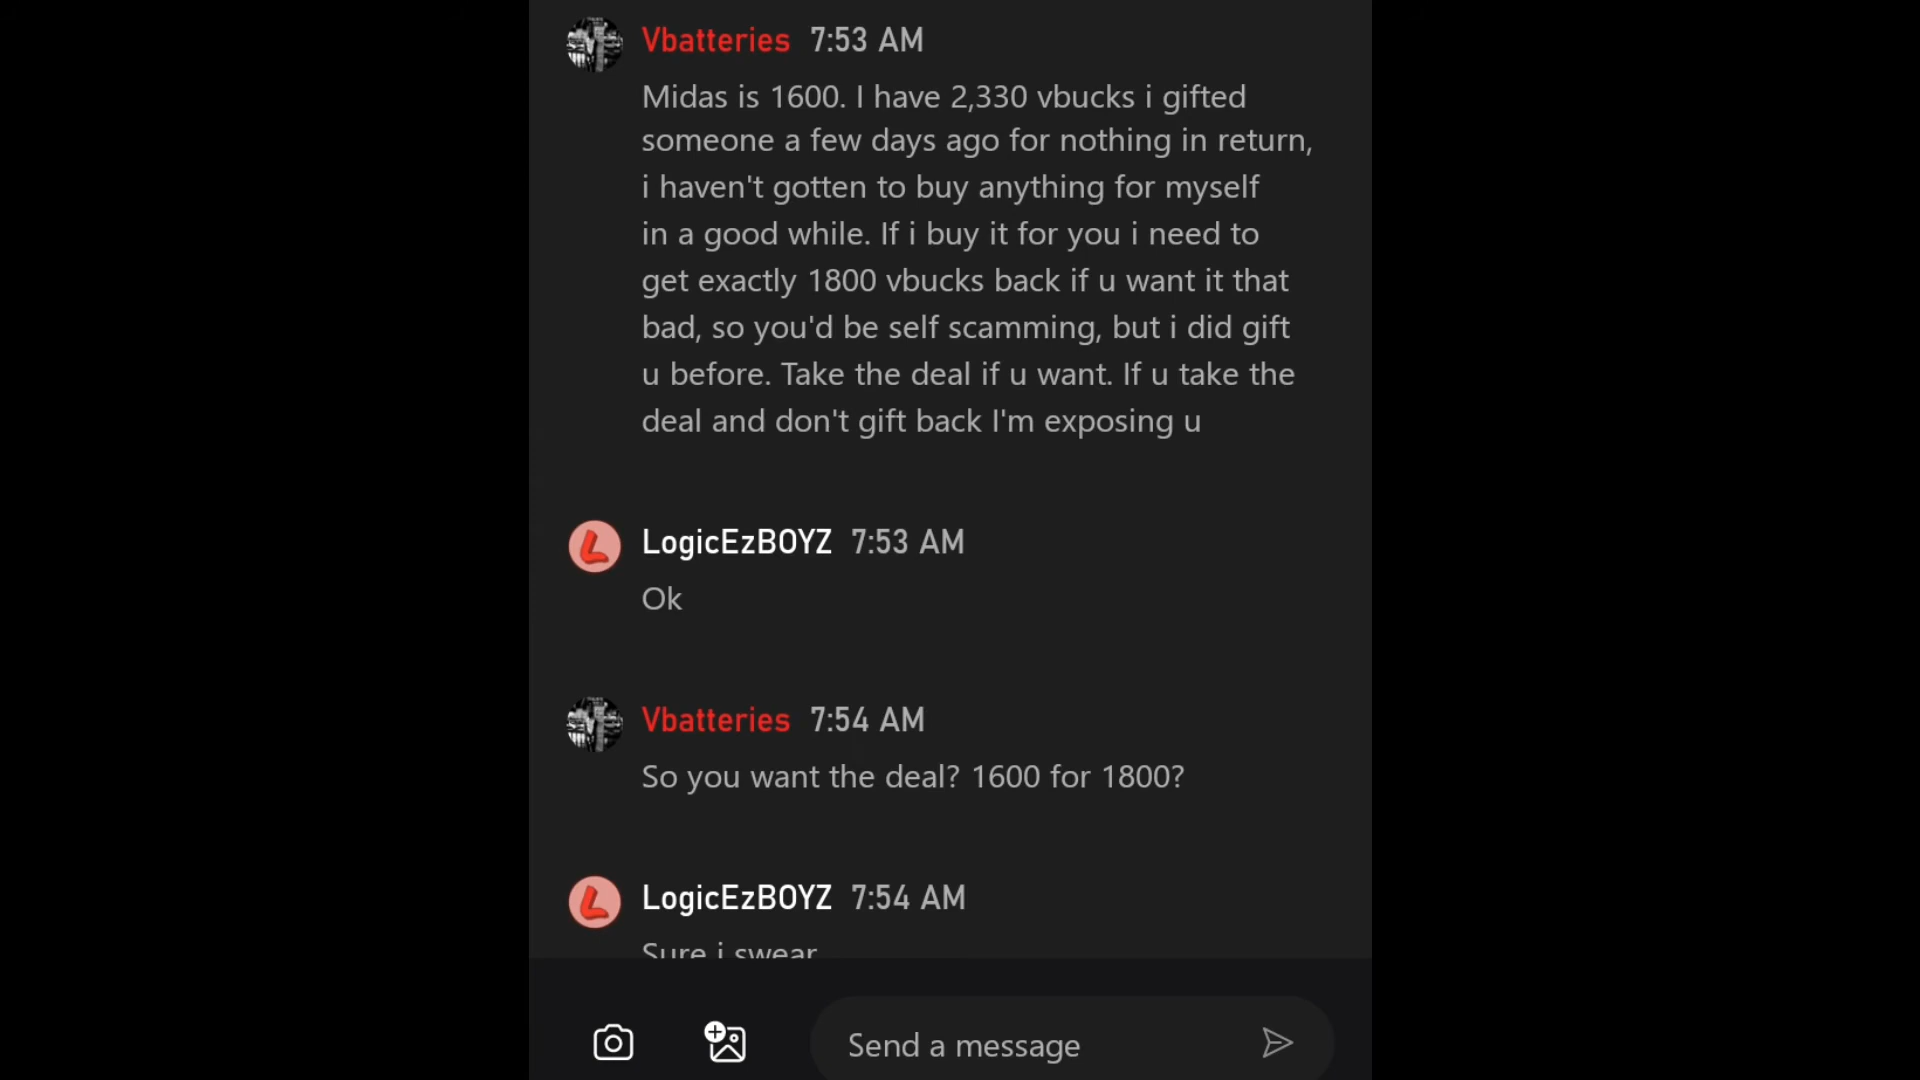 Vbatteries 7:53 AM
Midas is 1600. I have 2,330 vbucks i gifted
someone a few days ago for nothing in return,
i haven't gotten to buy anything for myself
in a good while. If i buy it for you i need to
get exactly 1800 vbucks back if u want it that
bad, so you'd be self scamming, but i did gift
u before. Take the deal if u want. If u take the
deal and don't gift back I'm exposing u
L
LogicEzBOYZ 7:53 AM
Ok
Vbatteries 7:54 AM
So you want the deal? 1600 for 1800?
L
LogicEzBOYZ 7:54 AM
Sure i swear
Send a message